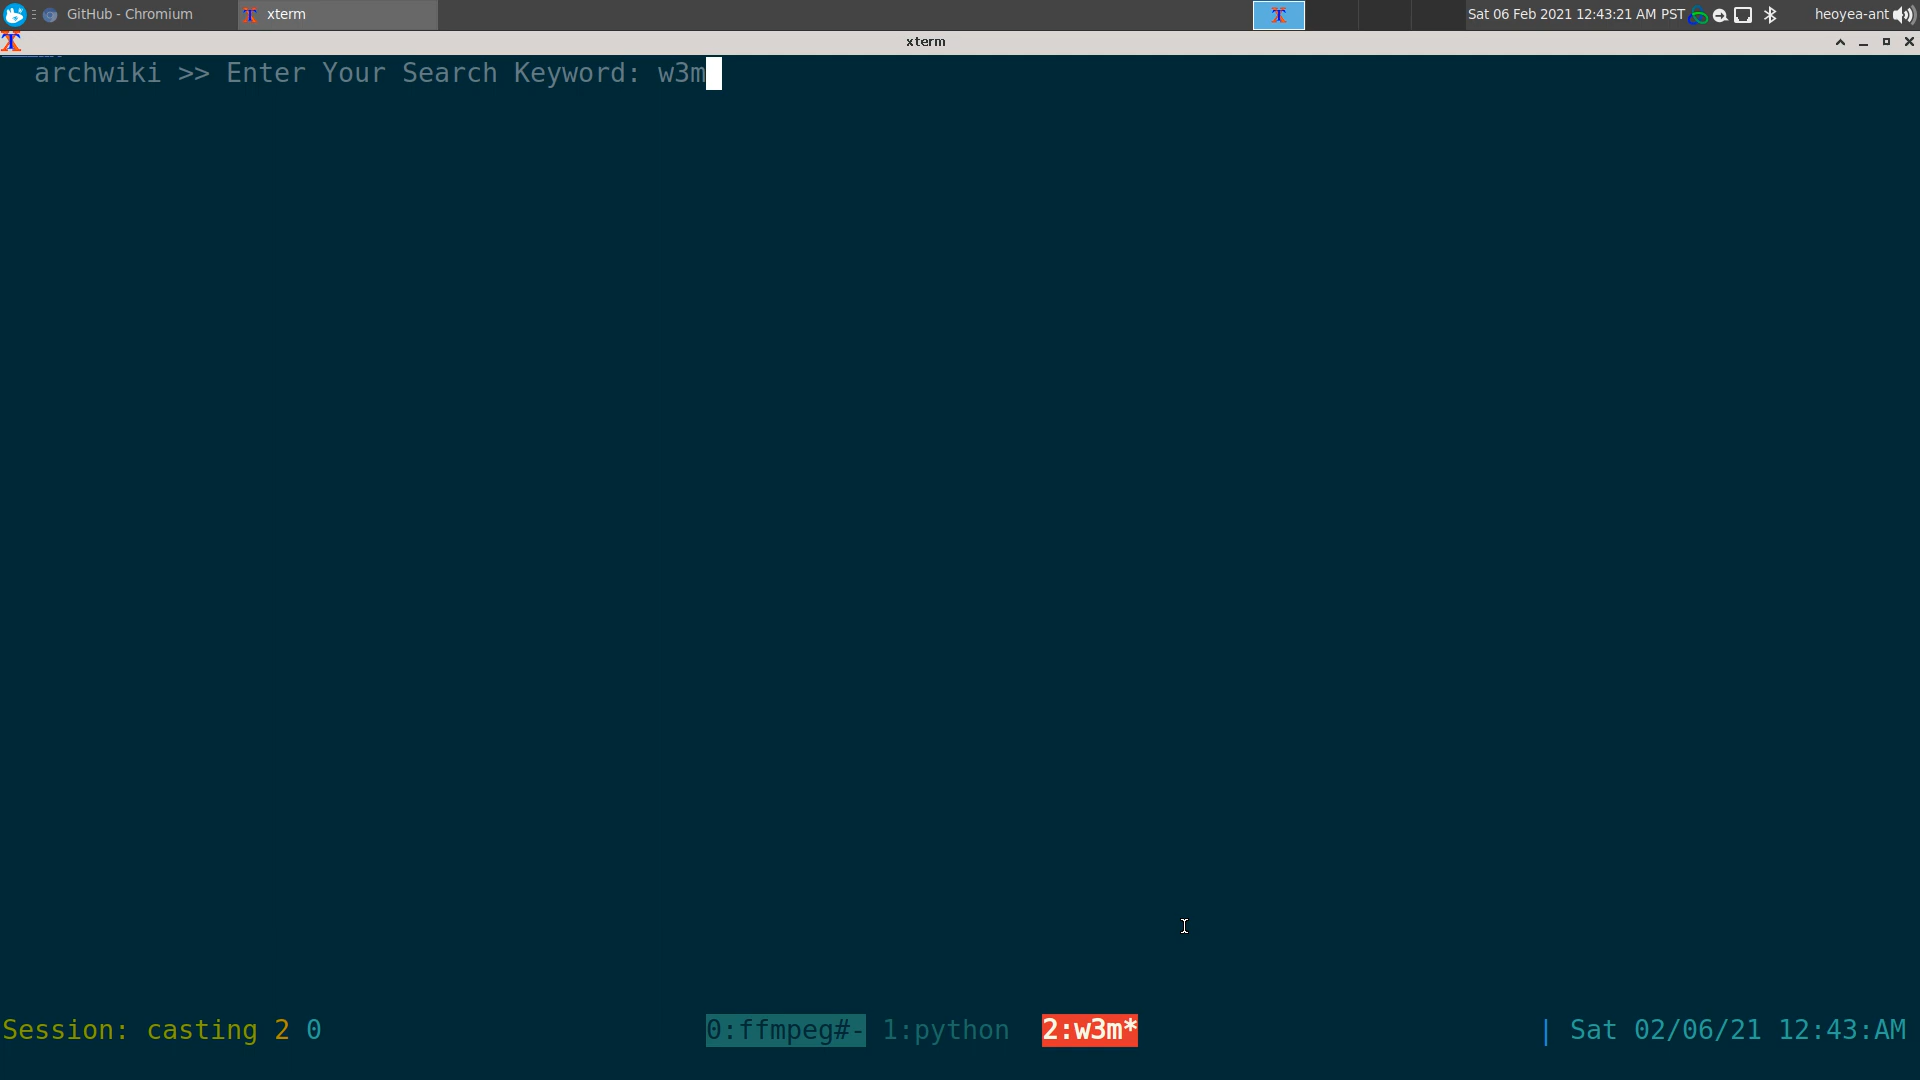 GitHub - Chromium
xterm
Sat 06 Feb 2021 12:43:21 AM PST
heoyea-ant
xterm
archwiki >> Enter Your Search Keyword: w3m
Session: casting 2 0
0:ffmpeg#- 1:python 2:w3m*
| Sat 02/06/21 12:43:AM